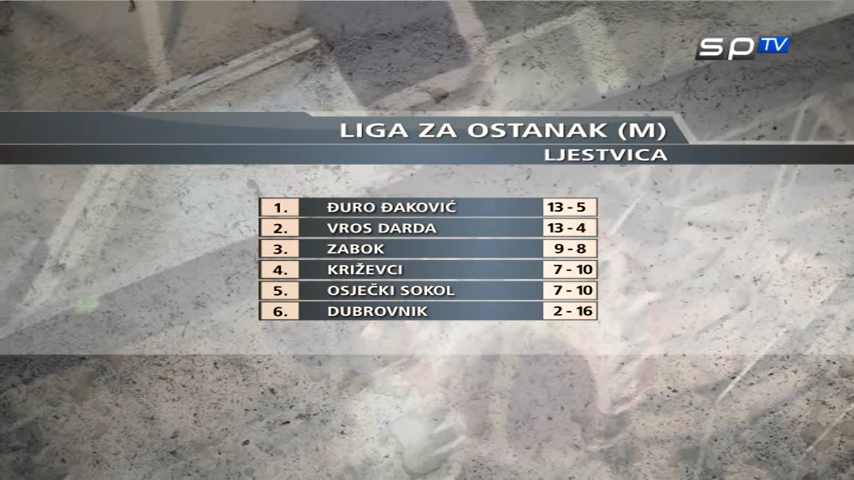 SPTV
LIGA ZA OSTANAK (M)
LJESTVICA
1. ĐURO ĐAKOVIĆ 13 - 5
2. VROS DARDA 13 - 4
3. ZABOK 9 - 8
4. KRIŽEVCI 7 - 10
5. OSJEČKI SOKOL 7 - 10
6. DUBROVNIK 2 - 16